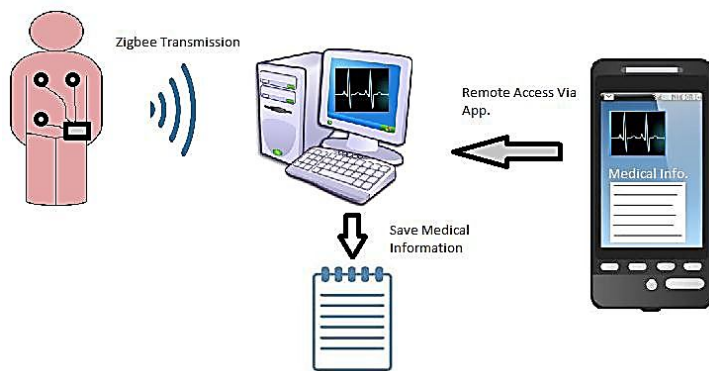 Zigbee Transmission
Remote Access Via
App.
Medical Info.
Save Medical
Information